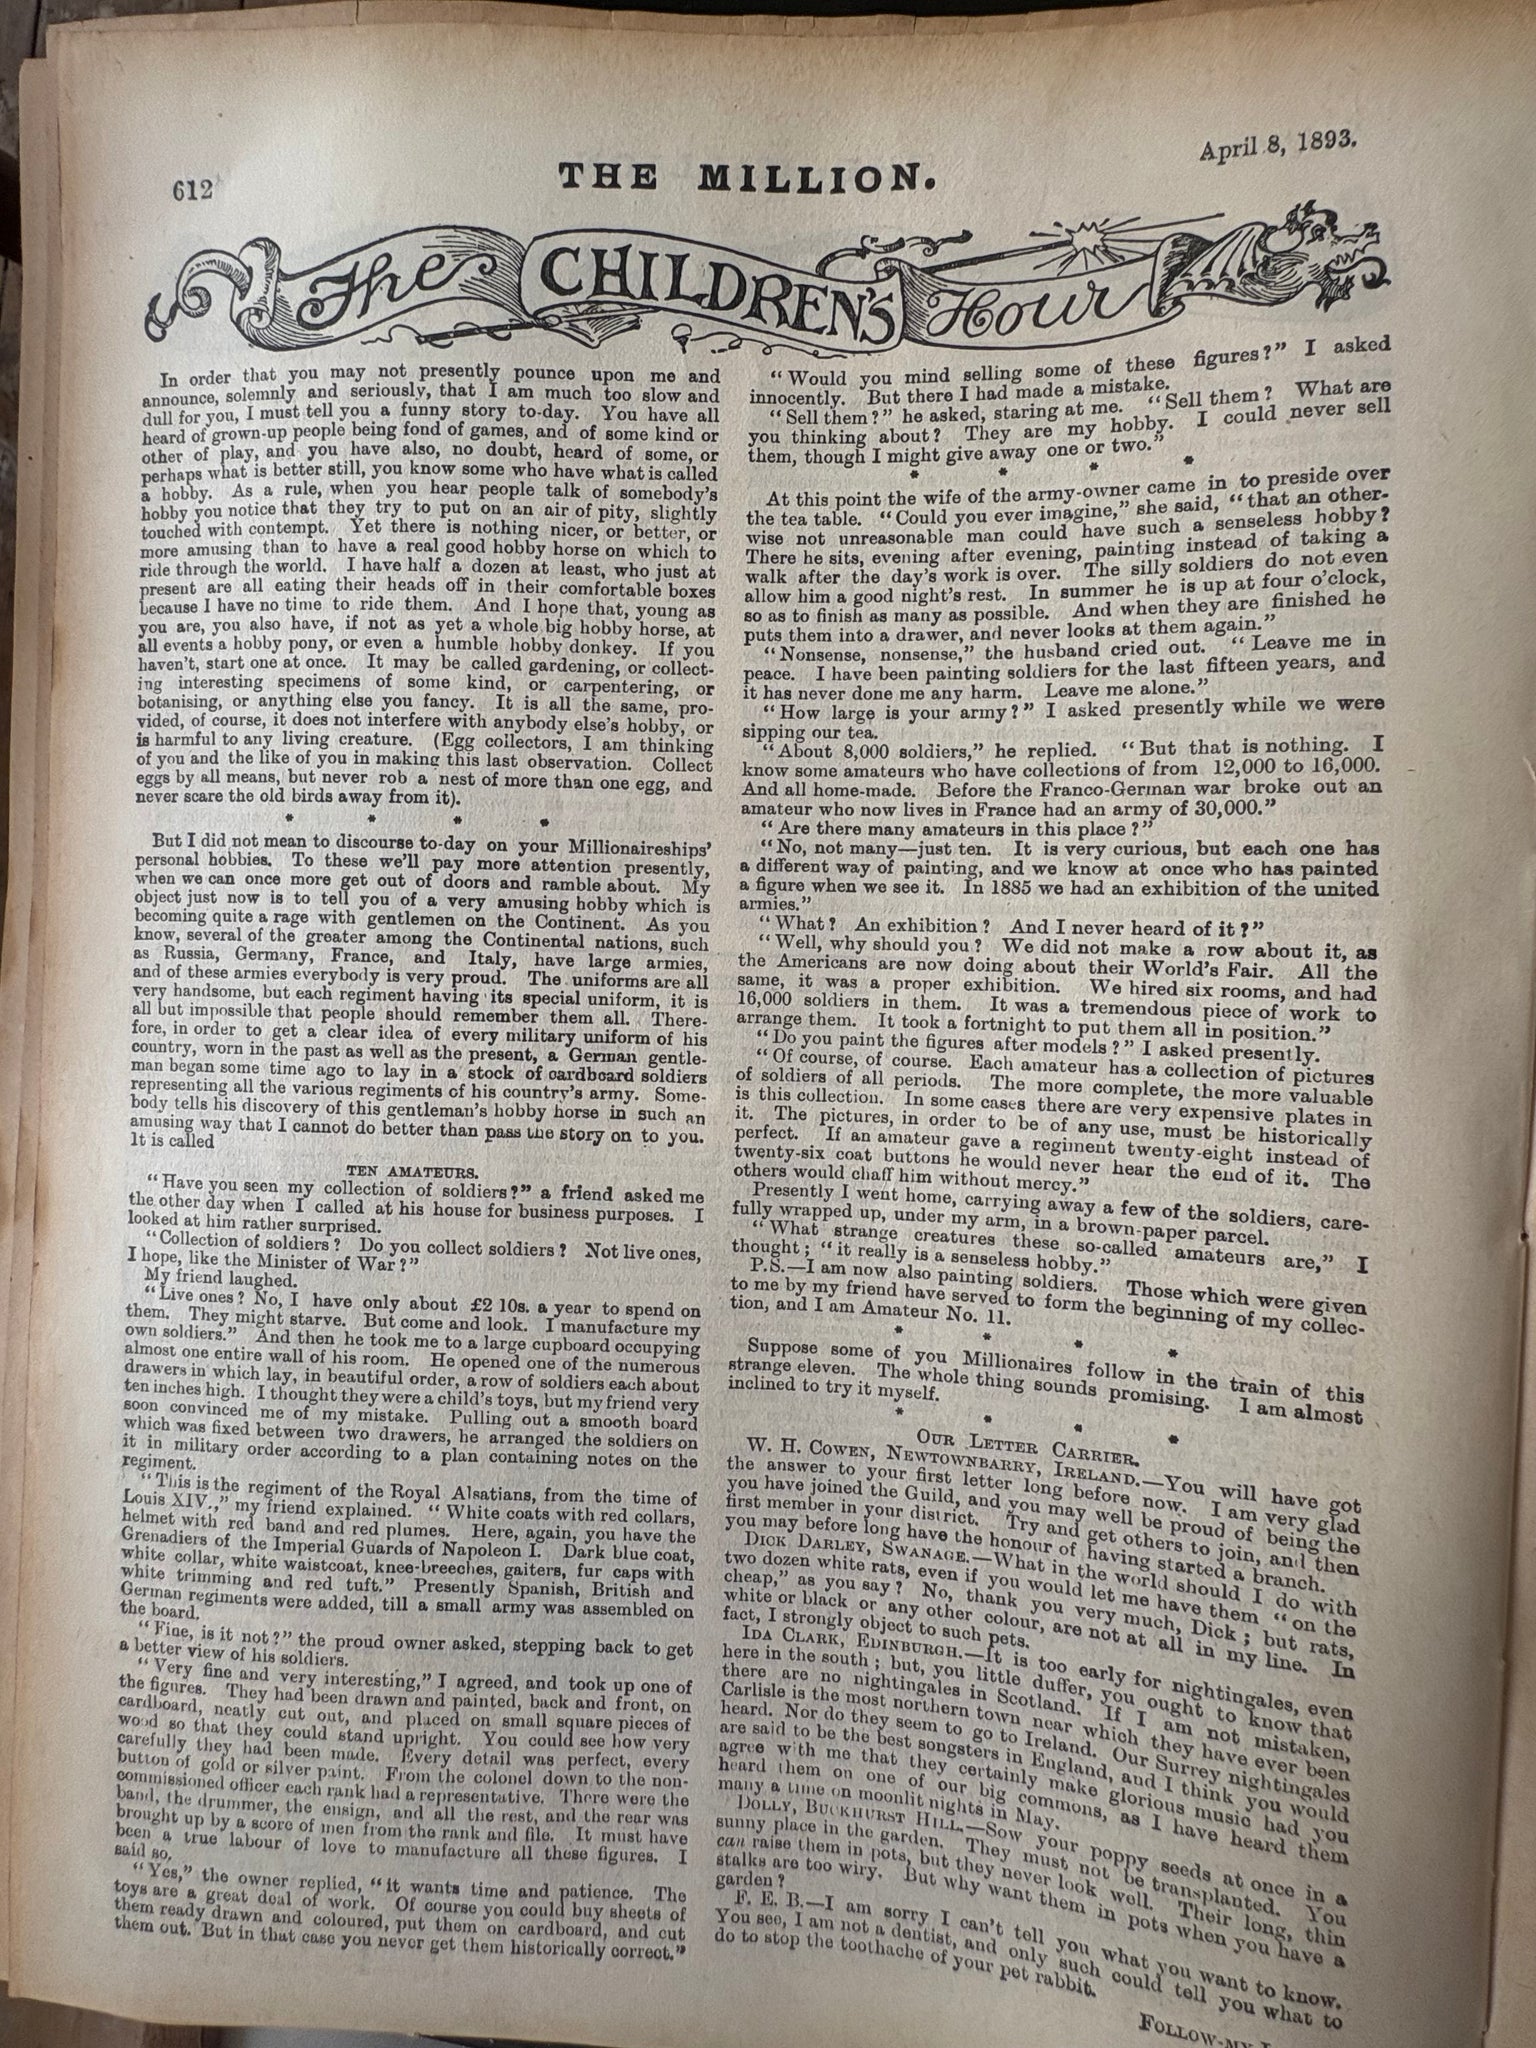 612
THE MILLION.
April 8, 1893.
The CHILDREN'S Hour
In order that you may not presently pounce upon me and
announce, solemnly and seriously, that I am much too slow and
dull for you, I must tell you a funny story to-day. You have all
heard of grown-up people being fond of games, and of some kind or
other of play, and you have also, no doubt, heard of some, or
perhaps what is better still, you know some who have what is called
a hobby. As a rule, when you hear people talk of somebody's
hobby you notice that they try to put on an air of pity, slightly
touched with contempt. Yet there is nothing nicer, or better, or
more amusing than to have a real good hobby horse on which to
ride through the world. I have half a dozen at least, who just at
present are all eating their heads off in their comfortable boxes
because I have no time to ride them. And I hope that, young as
you are, you also have, if not as yet a whole big hobby horse, at
all events a hobby pony, or even a humble hobby donkey. If you
haven't, start one at once. It may be called gardening, or collect-
ing interesting specimens of some kind, or carpentering, or
botanising, or anything else you fancy. It is all the same, pro-
vided, of course, it does not interfere with anybody else's hobby, or
is harmful to any living creature. (Egg collectors, I am thinking
of you and the like of you in making this last observation. Collect
eggs by all means, but never rob a nest of more than one egg, and
never scare the old birds away from it).
* * * *
But I did not mean to discourse to-day on your Millionaireships'
personal hobbies. To these we'll pay more attention presently,
when we can once more get out of doors and ramble about. My
object just now is to tell you of a very amusing hobby which is
becoming quite a rage with gentlemen on the Continent. As you
know, several of the greater among the Continental nations, such
as Russia, Germany, France, and Italy, have large armies,
and of these armies everybody is very proud. The uniforms are all
very handsome, but each regiment having its special uniform, it is
all but impossible that people should remember them all. There-
fore, in order to get a clear idea of every military uniform of his
country, worn in the past as well as the present, a German gentle-
man began some time ago to lay in a stock of cardboard soldiers
representing all the various regiments of his country's army. Some-
body tells his discovery of this gentleman's hobby horse in such an
amusing way that I cannot do better than pass the story on to you.
It is called
TEN AMATEURS.
"Have you seen my collection of soldiers?" a friend asked me
the other day when I called at his house for business purposes. I
looked at him rather surprised.
"Collection of soldiers? Do you collect soldiers? Not live ones,
I hope, like the Minister of War?"
My friend laughed.
"Live ones? No, I have only about £2 10s. a year to spend on
them. They might starve. But come and look. I manufacture my
own soldiers." And then he took me to a large cupboard occupying
almost one entire wall of his room. He opened one of the numerous
drawers in which lay, in beautiful order, a row of soldiers each about
ten inches high. I thought they were a child's toys, but my friend very
soon convinced me of my mistake. Pulling out a smooth board
which was fixed between two drawers, he arranged the soldiers on
it in military order according to a plan containing notes on the
regiment.
"This is the regiment of the Royal Alsatians, from the time of
Louis XIV.," my friend explained. "White coats with red collars,
helmet with red band and red plumes. Here, again, you have the
Grenadiers of the Imperial Guards of Napoleon I. Dark blue coat,
white collar, white waistcoat, knee-breeches, gaiters, fur caps with
white trimming and red tuft." Presently Spanish, British and
German regiments were added, till a small army was assembled on
the board.
"Fine, is it not?" the proud owner asked, stepping back to get
a better view of his soldiers.
"Very fine and very interesting," I agreed, and took up one of
the figures. They had been drawn and painted, back and front, on
cardboard, neatly cut out, and placed on small square pieces of
wood so that they could stand upright. You could see how very
carefully they had been made. Every detail was perfect, every
button of gold or silver paint. From the colonel down to the non-
commissioned officer each rank had a representative. There were the
band, the drummer, the ensign, and all the rest, and the rear was
brought up by a score of men from the rank and file. It must have
been a true labour of love to manufacture all these figures. I
said so.
"Yes," the owner replied, "it wants time and patience. The
toys are a great deal of work. Of course you could buy sheets of
them ready drawn and coloured, put them on cardboard, and cut
them out. But in that case you never get them historically correct."
"Would you mind selling some of these figures?" I asked
innocently. But there I had made a mistake.
"Sell them?" he asked, staring at me. "Sell them? What are
you thinking about? They are my hobby. I could never sell
them, though I might give away one or two."
* * * *
At this point the wife of the army-owner came in to preside over
the tea table. "Could you ever imagine," she said, "that an other-
wise not unreasonable man could have such a senseless hobby?
There he sits, evening after evening, painting instead of taking a
walk after the day's work is over. The silly soldiers do not even
allow him a good night's rest. In summer he is up at four o'clock,
so as to finish as many as possible. And when they are finished he
puts them into a drawer, and never looks at them again."
"Nonsense, nonsense," the husband cried out. "Leave me in
peace. I have been painting soldiers for the last fifteen years, and
it has never done me any harm. Leave me alone."
"How large is your army?" I asked presently while we were
sipping our tea.
"About 8,000 soldiers," he replied. "But that is nothing. I
know some amateurs who have collections of from 12,000 to 16,000.
And all home-made. Before the Franco-German war broke out an
amateur who now lives in France had an army of 30,000."
"Are there many amateurs in this place?"
"No, not many—just ten. It is very curious, but each one has
a different way of painting, and we know at once who has painted
a figure when we see it. In 1885 we had an exhibition of the united
armies."
"What? An exhibition? And I never heard of it?"
"Well, why should you? We did not make a row about it, as
the Americans are now doing about their World's Fair. All the
same, it was a proper exhibition. We hired six rooms, and had
16,000 soldiers in them. It was a tremendous piece of work to
arrange them. It took a fortnight to put them all in position."
"Do you paint the figures after models?" I asked presently.
"Of course, of course. Each amateur has a collection of pictures
of soldiers of all periods. The more complete, the more valuable
is this collection. In some cases there are very expensive plates in
it. The pictures, in order to be of any use, must be historically
perfect. If an amateur gave a regiment twenty-eight instead of
twenty-six coat buttons he would never hear the end of it. The
others would chaff him without mercy."
Presently I went home, carrying away a few of the soldiers, care-
fully wrapped up, under my arm, in a brown-paper parcel.
"What strange creatures these so-called amateurs are," I
thought; "it really is a senseless hobby."
P.S.—I am now also painting soldiers. Those which were given
to me by my friend have served to form the beginning of my collec-
tion, and I am Amateur No. 11.
* * * *
Suppose some of you Millionaires follow in the train of this
strange eleven. The whole thing sounds promising. I am almost
inclined to try it myself.
* * * *
OUR LETTER CARRIER.
W. H. COWEN, NEWTOWNBARRY, IRELAND.—You will have got
the answer to your first letter long before now. I am very glad
you have joined the Guild, and you may well be proud of being the
first member in your district. Try and get others to join, and then
you may before long have the honour of having started a branch.
DICK DARLEY, SWANAGE.—What in the world should I do with
two dozen white rats, even if you would let me have them "on the
cheap," as you say? No, thank you very much, Dick; but rats,
white or black or any other colour, are not at all in my line. In
fact, I strongly object to such pets.
IDA CLARK, EDINBURGH.—It is too early for nightingales, even
here in the south; but, you little duffer, you ought to know that
there are no nightingales in Scotland. If I am not mistaken,
Carlisle is the most northern town near which they have ever been
heard. Nor do they seem to go to Ireland. Our Surrey nightingales
are said to be the best songsters in England, and I think you would
agree with me that they certainly make glorious music had you
heard them on one of our big commons, as I have heard them
many a time on moonlit nights in May.
DOLLY, BUCKHURST HILL.—Sow your poppy seeds at once in a
sunny place in the garden. They must not be transplanted. You
can raise them in pots, but they never look well. Their long, thin
stalks are too wiry. But why want them in pots when you have a
garden?
F. E. B.—I am sorry I can't tell you what you want to know.
You see, I am not a dentist, and only such could tell you what to
do to stop the toothache of your pet rabbit.
FOLLOW-MY